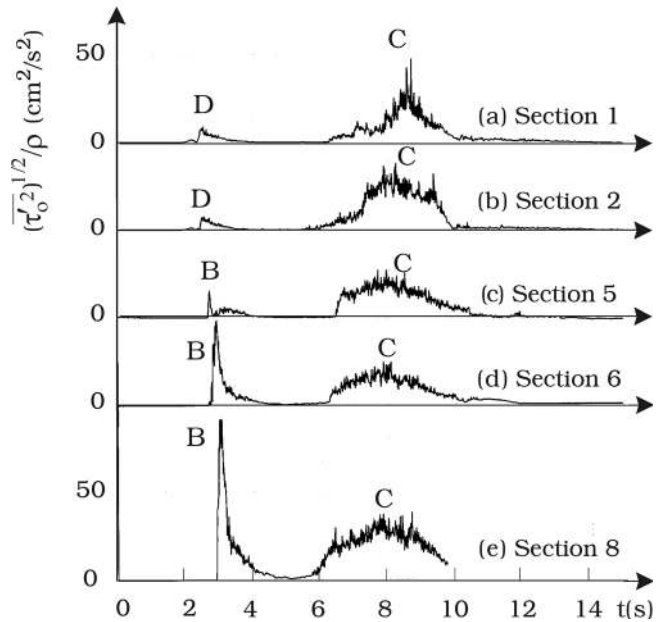 50
C
D
(a) Section 1
0
C
D
(b) Section 2
0
B
C
(c) Section 5
0
B
C
(d) Section 6
0
B
50
C
(e) Section 8
0
0 2 4 6 8 10 12 14 t(s)
(τ′ₒ²)¹/²/ρ (cm²/s²)